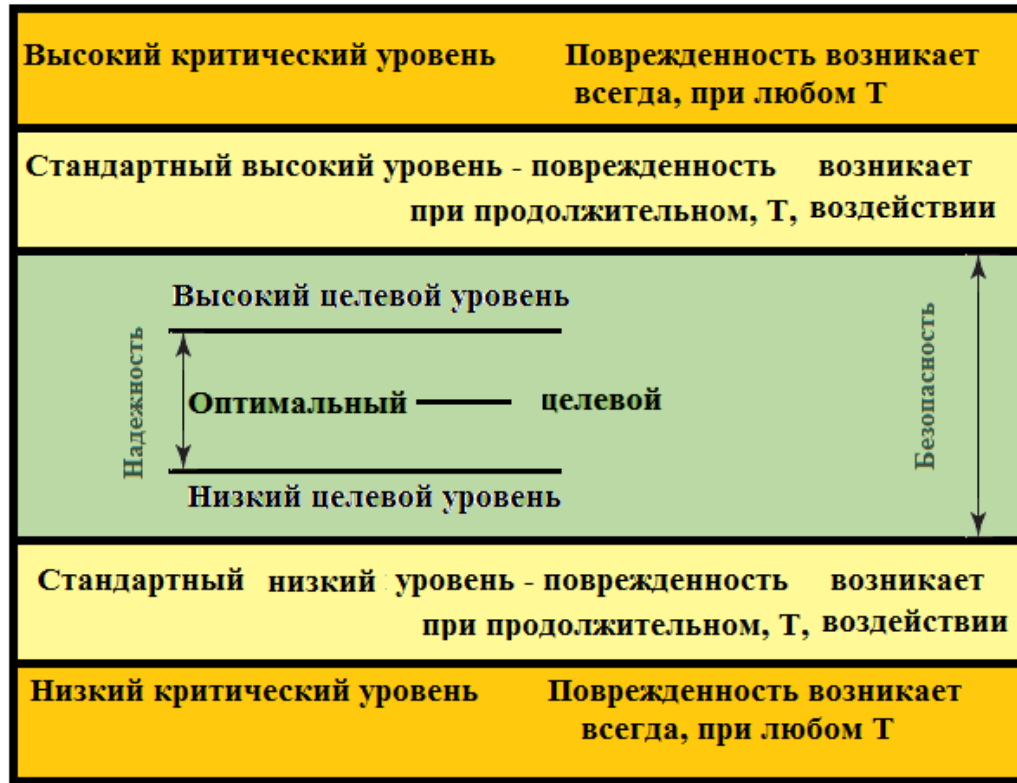 Высокий критический уровень Поврежденность возникает
всегда, при любом Т
Стандартный высокий уровень - поврежденность возникает
при продолжительном, Т, воздействии
Высокий целевой уровень
Надежность
Оптимальный целевой
Безопасность
Низкий целевой уровень
Стандартный низкий уровень - поврежденность возникает
при продолжительном, Т, воздействии
Низкий критический уровень Поврежденность возникает
всегда, при любом Т